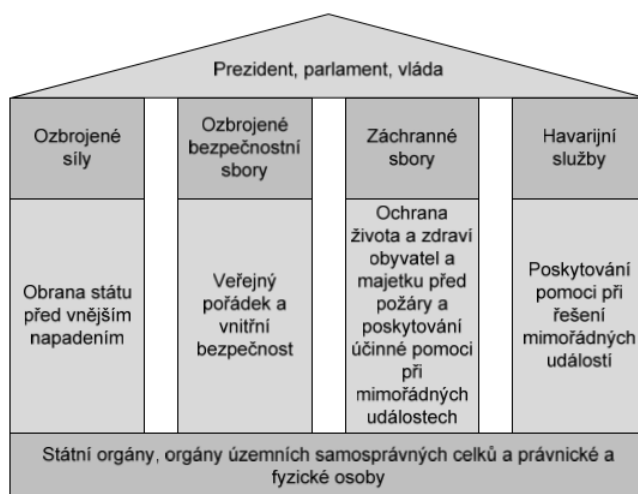 Prezident, parlament, vláda
Ozbrojené
síly
Ozbrojené
bezpečnostní
sbory
Záchranné
sbory
Havarijní
služby
Obrana státu
před vnějším
napadením
Veřejný
pořádek a
vnitřní
bezpečnost
Ochrana
života a zdraví
obyvatel a
majetku před
požáry a
poskytování
účinné pomoci
při
mimořádných
událostech
Poskytování
pomoci při
řešení
mimořádných
událostí
Státní orgány, orgány územních samosprávných celků a právnické a
fyzické osoby